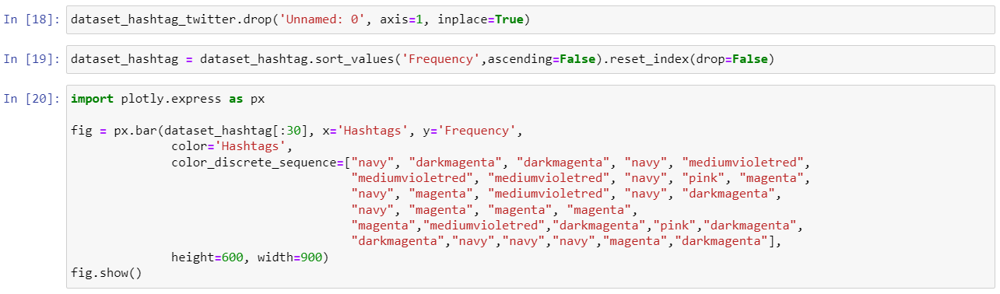 In [18]: dataset_hashtag_twitter.drop('Unnamed: 0', axis=1, inplace=True)
In [19]: dataset_hashtag = dataset_hashtag.sort_values('Frequency',ascending=False).reset_index(drop=False)
In [20]: import plotly.express as px
fig = px.bar(dataset_hashtag[:30], x='Hashtags', y='Frequency',
color='Hashtags',
color_discrete_sequence=["navy", "darkmagenta", "darkmagenta", "navy", "mediumvioletred",
"mediumvioletred", "mediumvioletred", "navy", "pink", "magenta",
"navy", "magenta", "mediumvioletred", "navy", "darkmagenta",
"navy", "magenta", "magenta", "magenta",
"magenta","mediumvioletred","darkmagenta","pink","darkmagenta",
"darkmagenta","navy","navy","navy","magenta","darkmagenta"],
height=600, width=900)
fig.show()